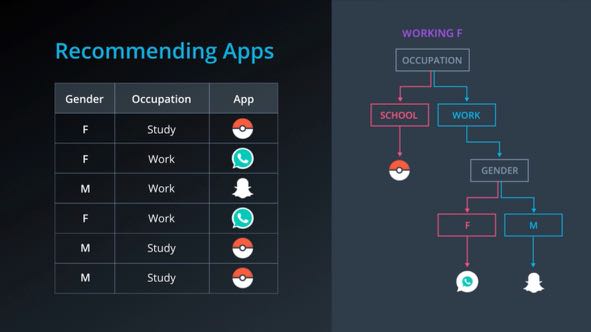 Recommending Apps
Gender Occupation App
F Study
F Work
M Work
F Work
M Study
M Study
WORKING F
OCCUPATION
SCHOOL WORK
GENDER
F M